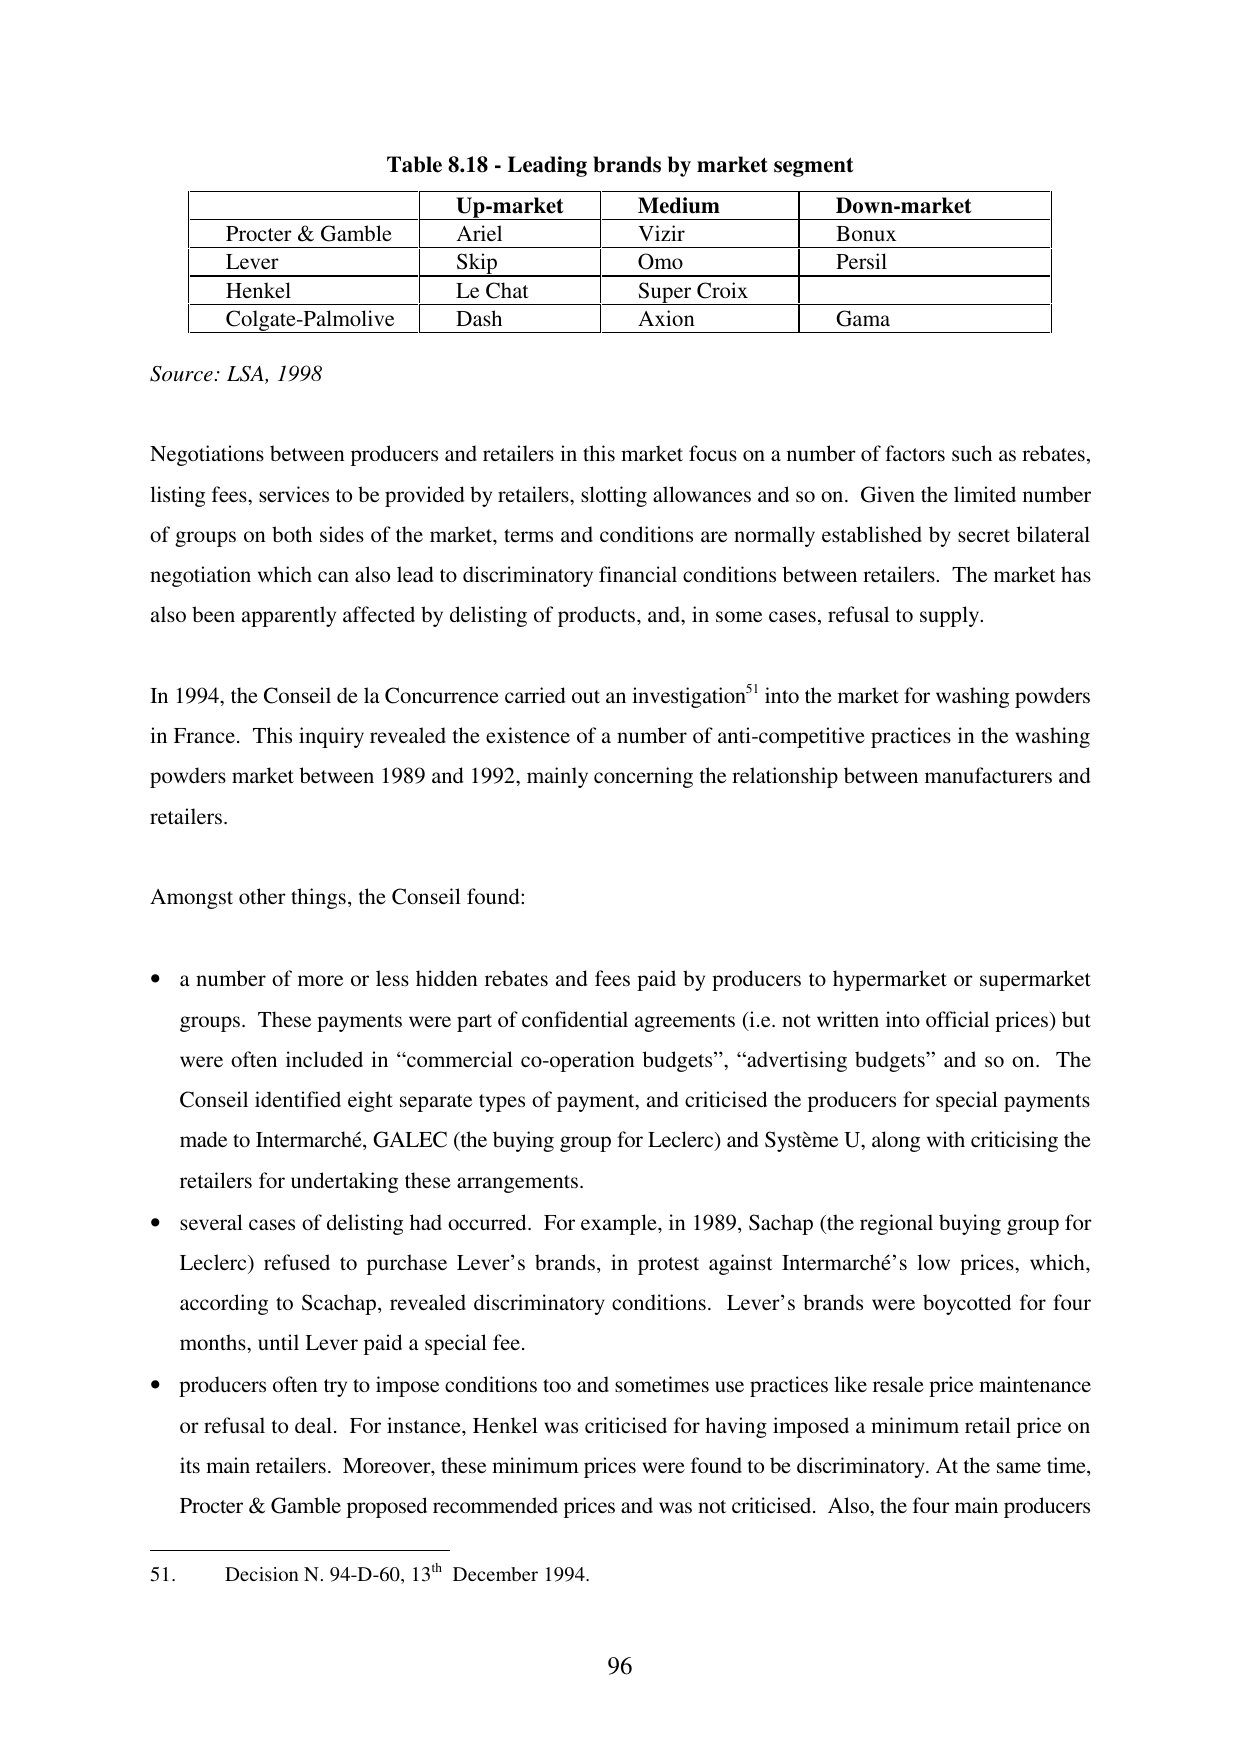 Table 8.18 - Leading brands by market segment
Up-market Medium Down-market
Procter & Gamble Ariel Vizir Bonux
Lever Skip Omo Persil
Henkel Le Chat Super Croix
Colgate-Palmolive Dash Axion Gama
Source: LSA, 1998
Negotiations between producers and retailers in this market focus on a number of factors such as rebates,
listing fees, services to be provided by retailers, slotting allowances and so on.  Given the limited number
of groups on both sides of the market, terms and conditions are normally established by secret bilateral
negotiation which can also lead to discriminatory financial conditions between retailers.  The market has
also been apparently affected by delisting of products, and, in some cases, refusal to supply.
In 1994, the Conseil de la Concurrence carried out an investigation51 into the market for washing powders
in France.  This inquiry revealed the existence of a number of anti-competitive practices in the washing
powders market between 1989 and 1992, mainly concerning the relationship between manufacturers and
retailers.
Amongst other things, the Conseil found:
• a number of more or less hidden rebates and fees paid by producers to hypermarket or supermarket
groups.  These payments were part of confidential agreements (i.e. not written into official prices) but
were often included in “commercial co-operation budgets”, “advertising budgets” and so on.  The
Conseil identified eight separate types of payment, and criticised the producers for special payments
made to Intermarché, GALEC (the buying group for Leclerc) and Système U, along with criticising the
retailers for undertaking these arrangements.
• several cases of delisting had occurred.  For example, in 1989, Sachap (the regional buying group for
Leclerc) refused to purchase Lever’s brands, in protest against Intermarché’s low prices, which,
according to Scachap, revealed discriminatory conditions.  Lever’s brands were boycotted for four
months, until Lever paid a special fee.
• producers often try to impose conditions too and sometimes use practices like resale price maintenance
or refusal to deal.  For instance, Henkel was criticised for having imposed a minimum retail price on
its main retailers.  Moreover, these minimum prices were found to be discriminatory. At the same time,
Procter & Gamble proposed recommended prices and was not criticised.  Also, the four main producers
51. Decision N. 94-D-60, 13th December 1994.
96